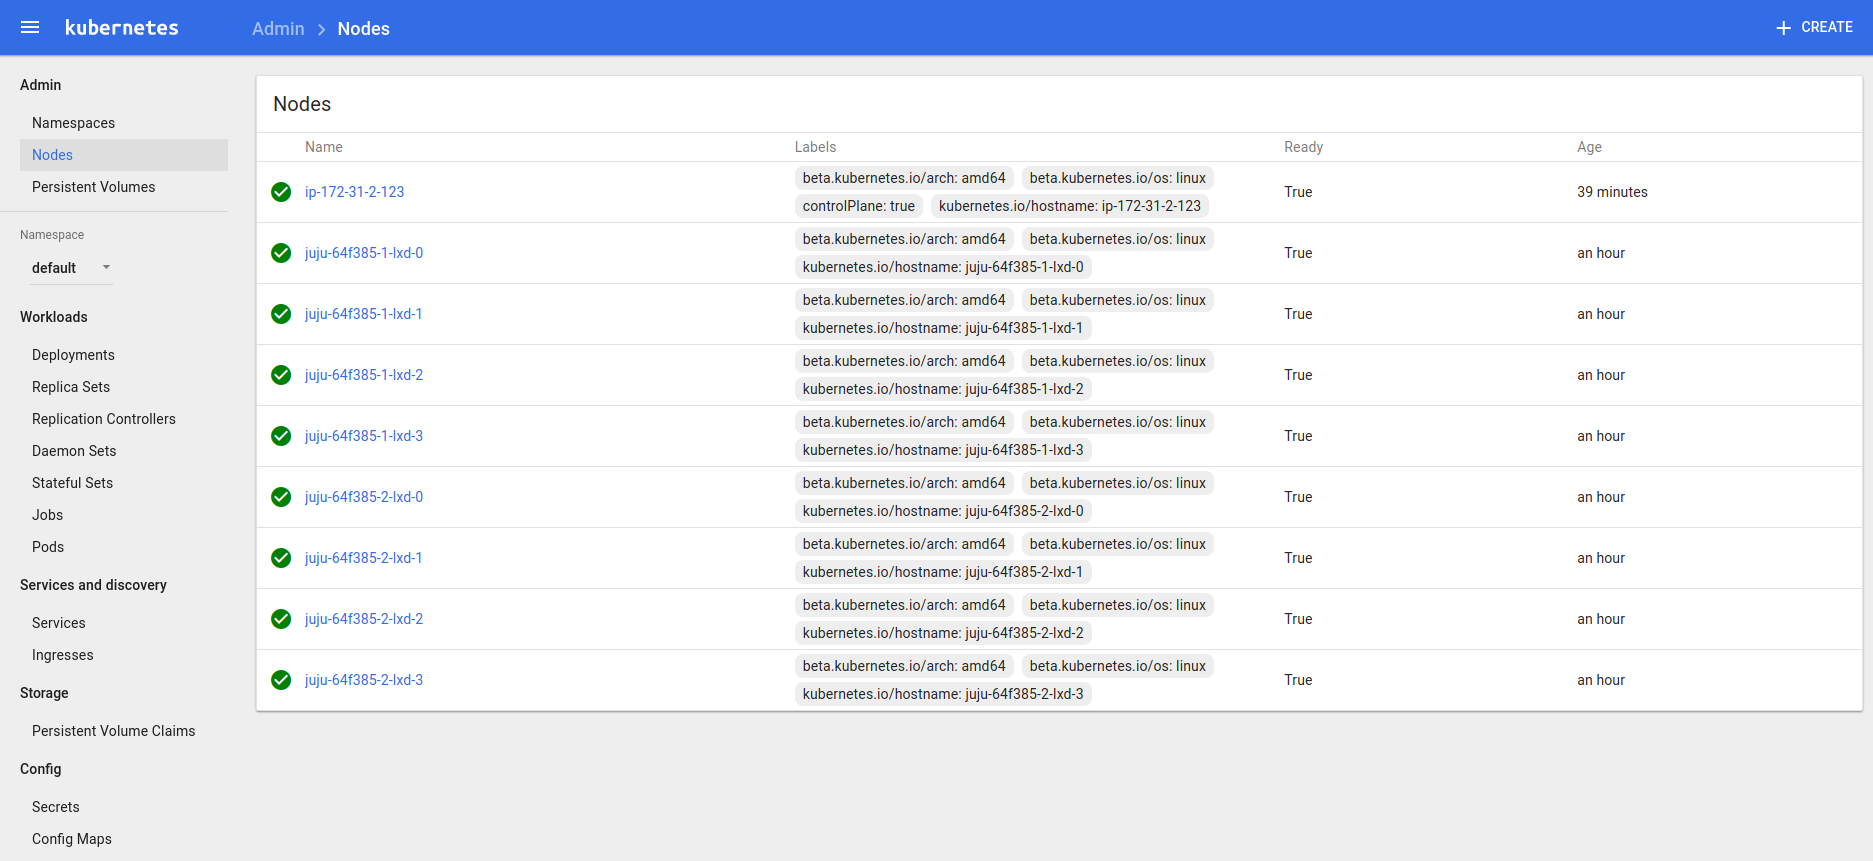 kubernetes
Admin > Nodes
+ CREATE
Admin
Namespaces
Nodes
Persistent Volumes
Namespace
default
Workloads
Deployments
Replica Sets
Replication Controllers
Daemon Sets
Stateful Sets
Jobs
Pods
Services and discovery
Services
Ingresses
Storage
Persistent Volume Claims
Config
Secrets
Config Maps
Nodes
Name Labels Ready Age
beta.kubernetes.io/arch: amd64 beta.kubernetes.io/os: linux
ip-172-31-2-123 True 39 minutes
controlPlane: true kubernetes.io/hostname: ip-172-31-2-123
beta.kubernetes.io/arch: amd64 beta.kubernetes.io/os: linux
juju-64f385-1-lxd-0 True an hour
kubernetes.io/hostname: juju-64f385-1-lxd-0
beta.kubernetes.io/arch: amd64 beta.kubernetes.io/os: linux
juju-64f385-1-lxd-1 True an hour
kubernetes.io/hostname: juju-64f385-1-lxd-1
beta.kubernetes.io/arch: amd64 beta.kubernetes.io/os: linux
juju-64f385-1-lxd-2 True an hour
kubernetes.io/hostname: juju-64f385-1-lxd-2
beta.kubernetes.io/arch: amd64 beta.kubernetes.io/os: linux
juju-64f385-1-lxd-3 True an hour
kubernetes.io/hostname: juju-64f385-1-lxd-3
beta.kubernetes.io/arch: amd64 beta.kubernetes.io/os: linux
juju-64f385-2-lxd-0 True an hour
kubernetes.io/hostname: juju-64f385-2-lxd-0
beta.kubernetes.io/arch: amd64 beta.kubernetes.io/os: linux
juju-64f385-2-lxd-1 True an hour
kubernetes.io/hostname: juju-64f385-2-lxd-1
beta.kubernetes.io/arch: amd64 beta.kubernetes.io/os: linux
juju-64f385-2-lxd-2 True an hour
kubernetes.io/hostname: juju-64f385-2-lxd-2
beta.kubernetes.io/arch: amd64 beta.kubernetes.io/os: linux
juju-64f385-2-lxd-3 True an hour
kubernetes.io/hostname: juju-64f385-2-lxd-3